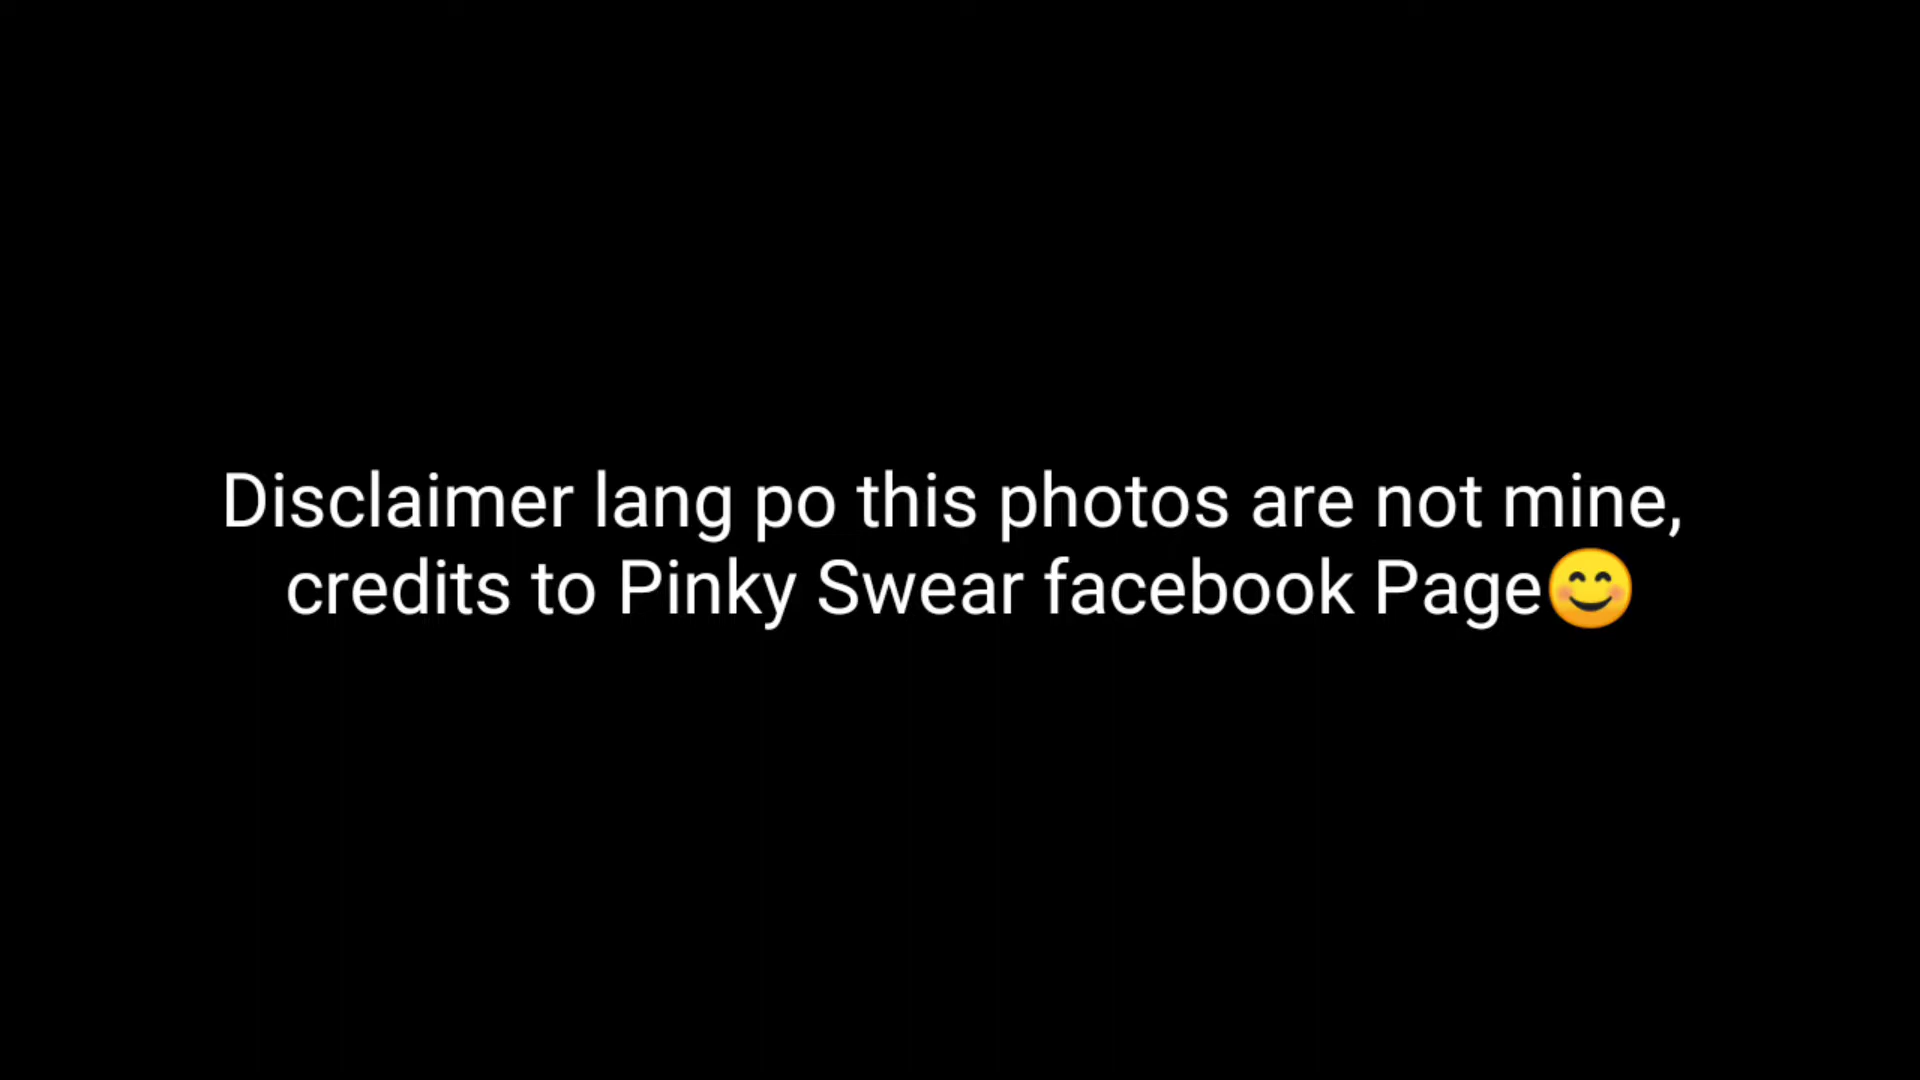 Disclaimer lang po this photos are not mine,
credits to Pinky Swear facebook Page😊